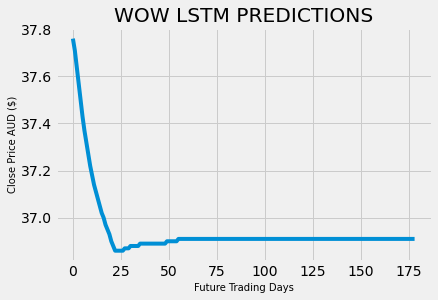 WOW LSTM PREDICTIONS
Close Price AUD ($)
37.8
37.6
37.4
37.2
37.0
0 25 50 75 100 125 150 175
Future Trading Days